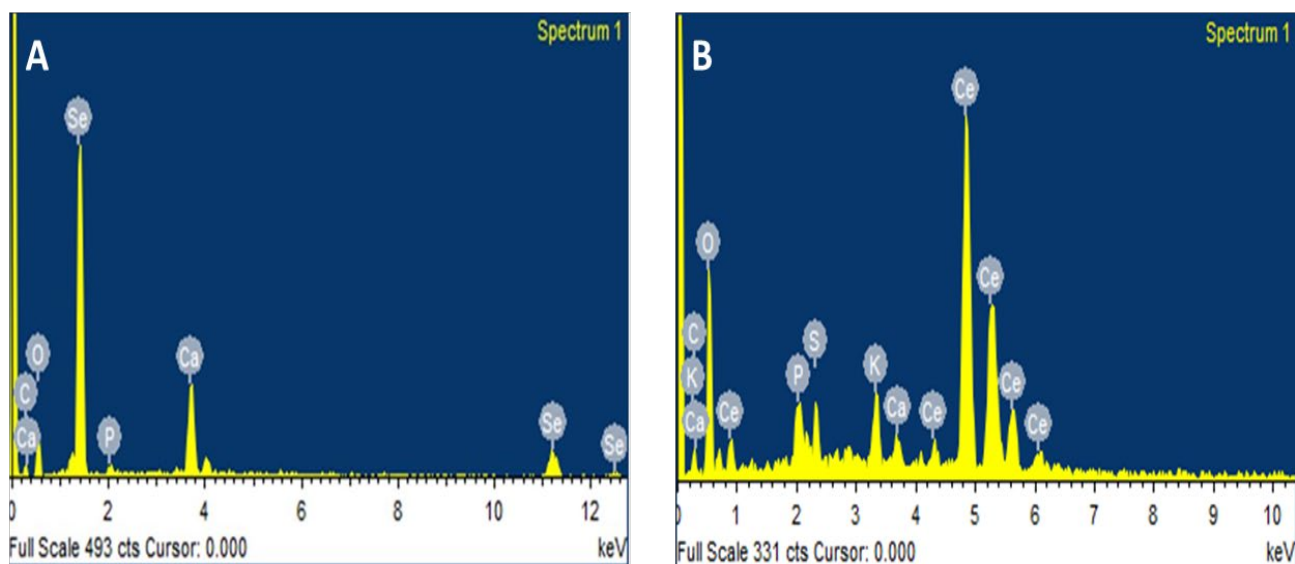 A
Spectrum 1
Se
O
C
Ca
P
Ca
Se
Se
0 2 4 6 8 10 12
Full Scale 493 cts Cursor: 0.000 keV
B
Spectrum 1
Ce
O
C
K
Ca
Ce
P
S
K
Ca
Ce
Ce
Ce
Ce
0 1 2 3 4 5 6 7 8 9 10
Full Scale 331 cts Cursor: 0.000 keV